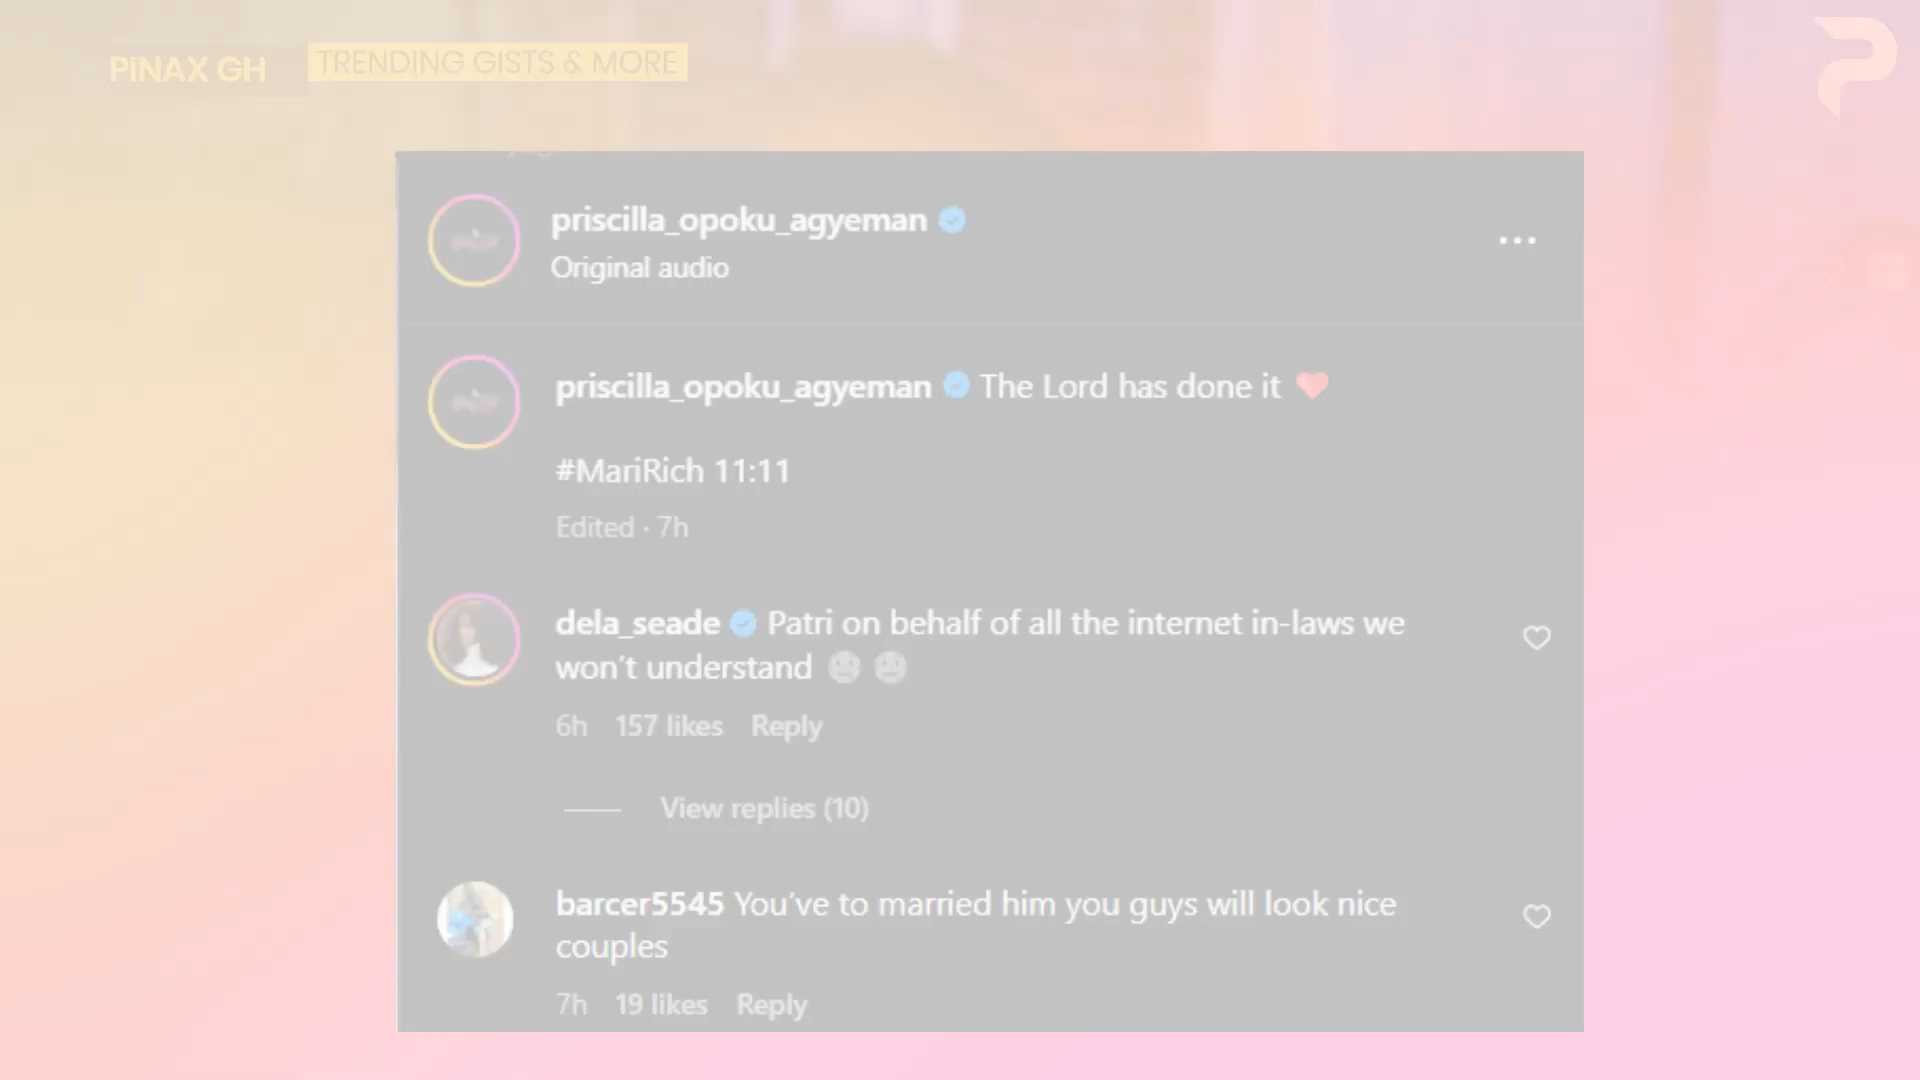 PINAX GH
TRENDING GISTS & MORE
priscilla_opoku_agyeman
Original audio
priscilla_opoku_agyeman The Lord has done it ❤
#MariRich 11:11
Edited · 7h
dela_seade Patri on behalf of all the internet in-laws we
won't understand
6h 157 likes Reply
View replies (10)
barcer5545 You've to married him you guys will look nice
couples
7h 19 likes Reply